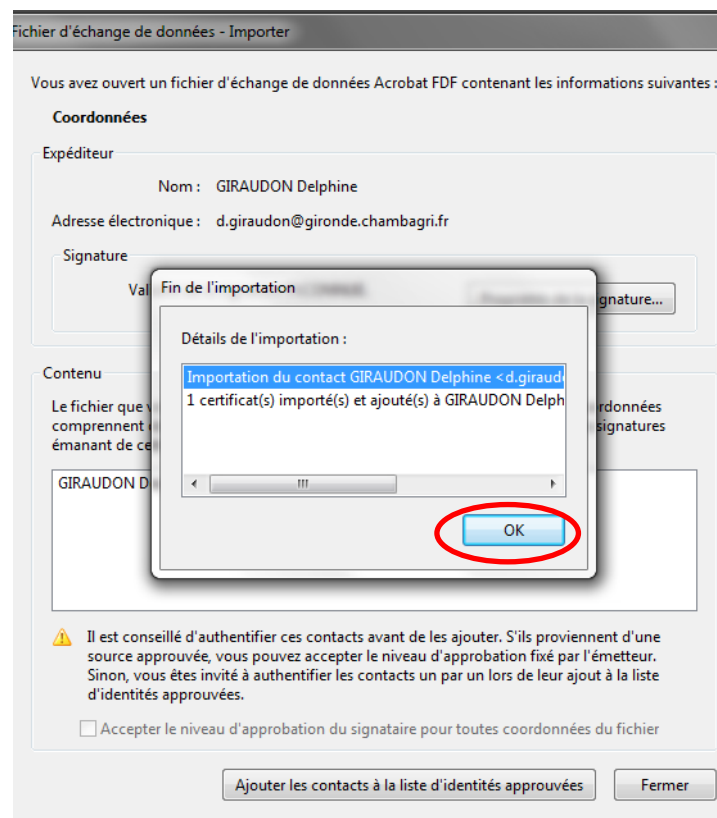 Fichier d'échange de données - Importer
Vous avez ouvert un fichier d'échange de données Acrobat FDF contenant les informations suivantes :
Coordonnées
Expéditeur
Nom : GIRAUDON Delphine
Adresse électronique : d.giraudon@gironde.chambagri.fr
Signature
Val
gnature...
Fin de l'importation
Détails de l'importation :
Importation du contact GIRAUDON Delphine <d.giraud
1 certificat(s) importé(s) et ajouté(s) à GIRAUDON Delph
OK
Contenu
Le fichier que v rdonnées
comprennent signatures
émanant de ce
GIRAUDON D
Il est conseillé d'authentifier ces contacts avant de les ajouter. S'ils proviennent d'une
source approuvée, vous pouvez accepter le niveau d'approbation fixé par l'émetteur.
Sinon, vous êtes invité à authentifier les contacts un par un lors de leur ajout à la liste
d'identités approuvées.
Accepter le niveau d'approbation du signataire pour toutes coordonnées du fichier
Ajouter les contacts à la liste d'identités approuvées Fermer